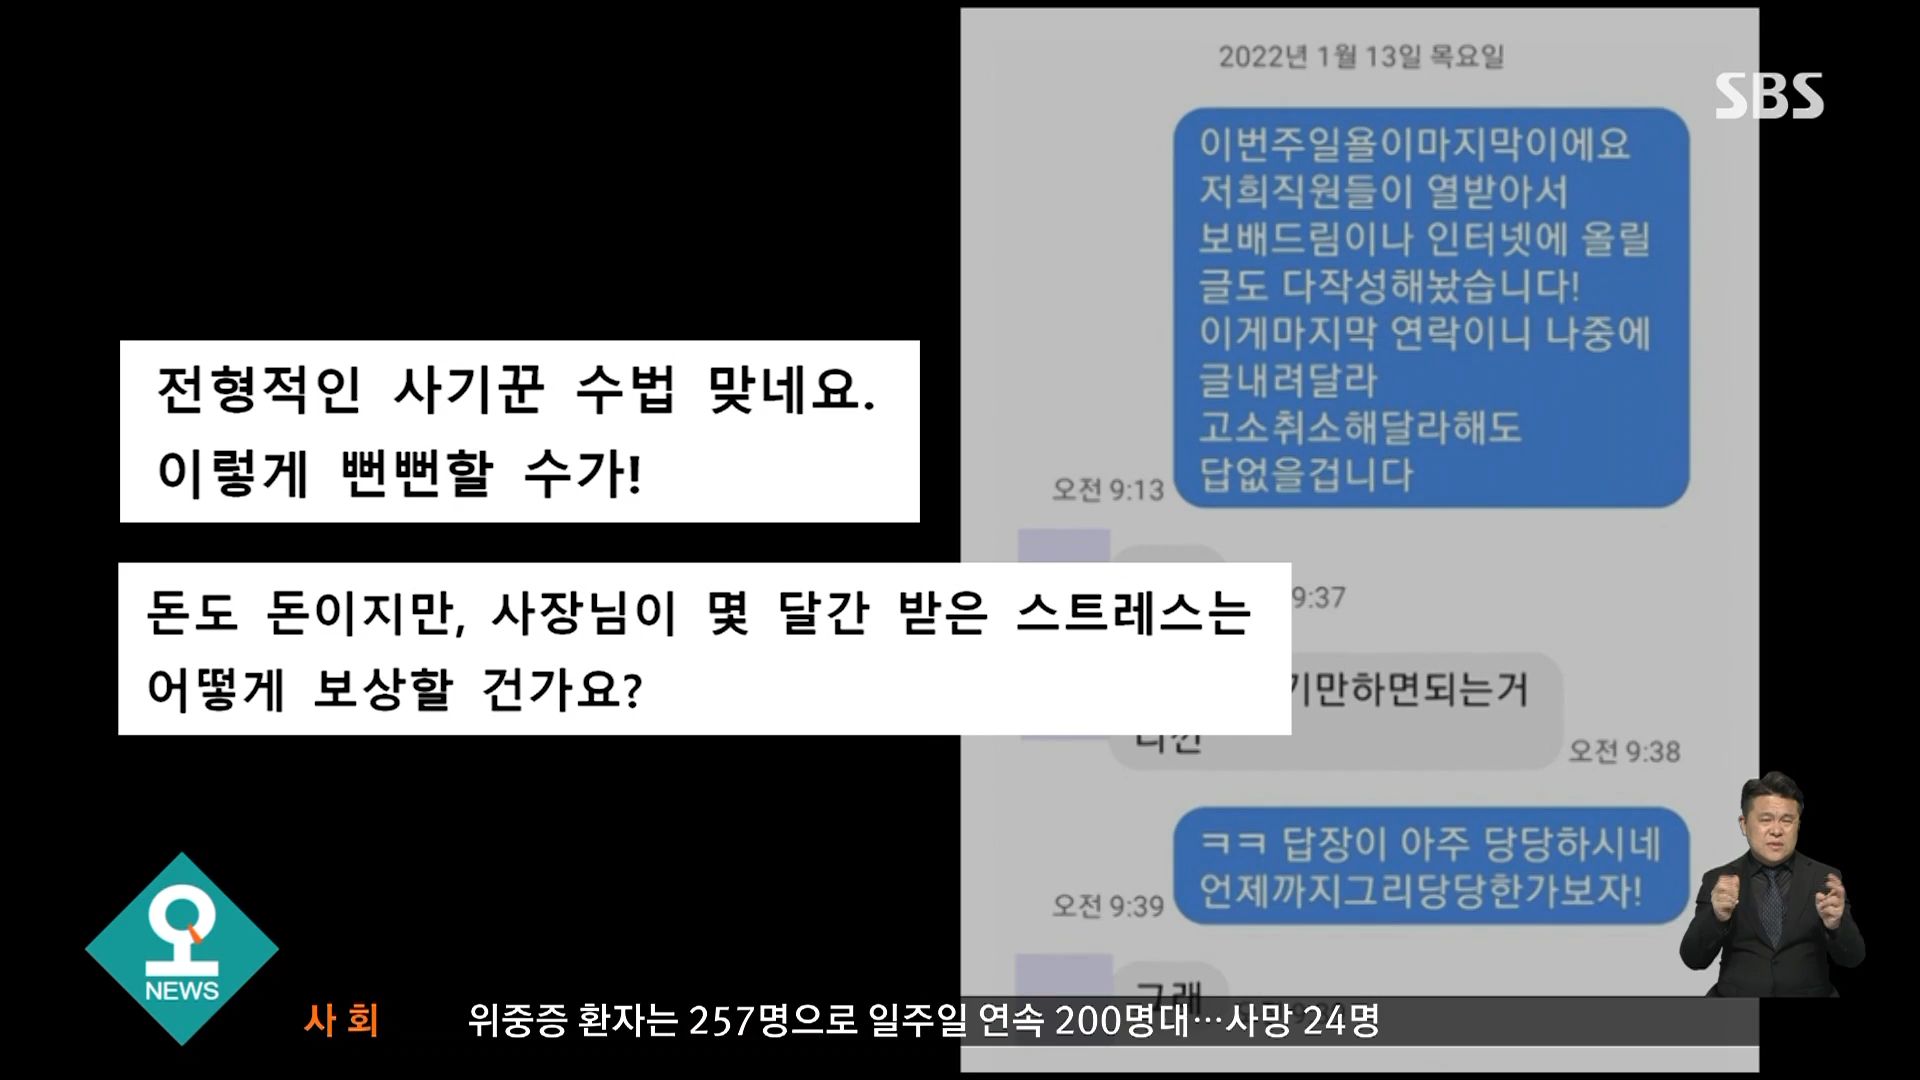 2022년 1월 13일 목요일
SBS
이번주일욜이마지막이에요
저희직원들이 열받아서
보배드림이나 인터넷에 올릴
글도 다작성해놨습니다!
이게마지막 연락이니 나중에
글내려달라
고소취소해달라해도
답없을겁니다
오전 9:13
전형적인 사기꾼 수법 맞네요.
이렇게 뻔뻔할 수가!
9:37
돈도 돈이지만, 사장님이 몇 달간 받은 스트레스는
어떻게 보상할 건가요?
기만하면되는거
오전 9:38
ㅋㅋ 답장이 아주 당당하시네
언제까지그리당당한가보자!
오전 9:39
그래
오 NEWS
사회
위중증 환자는 257명으로 일주일 연속 200명대…사망 24명